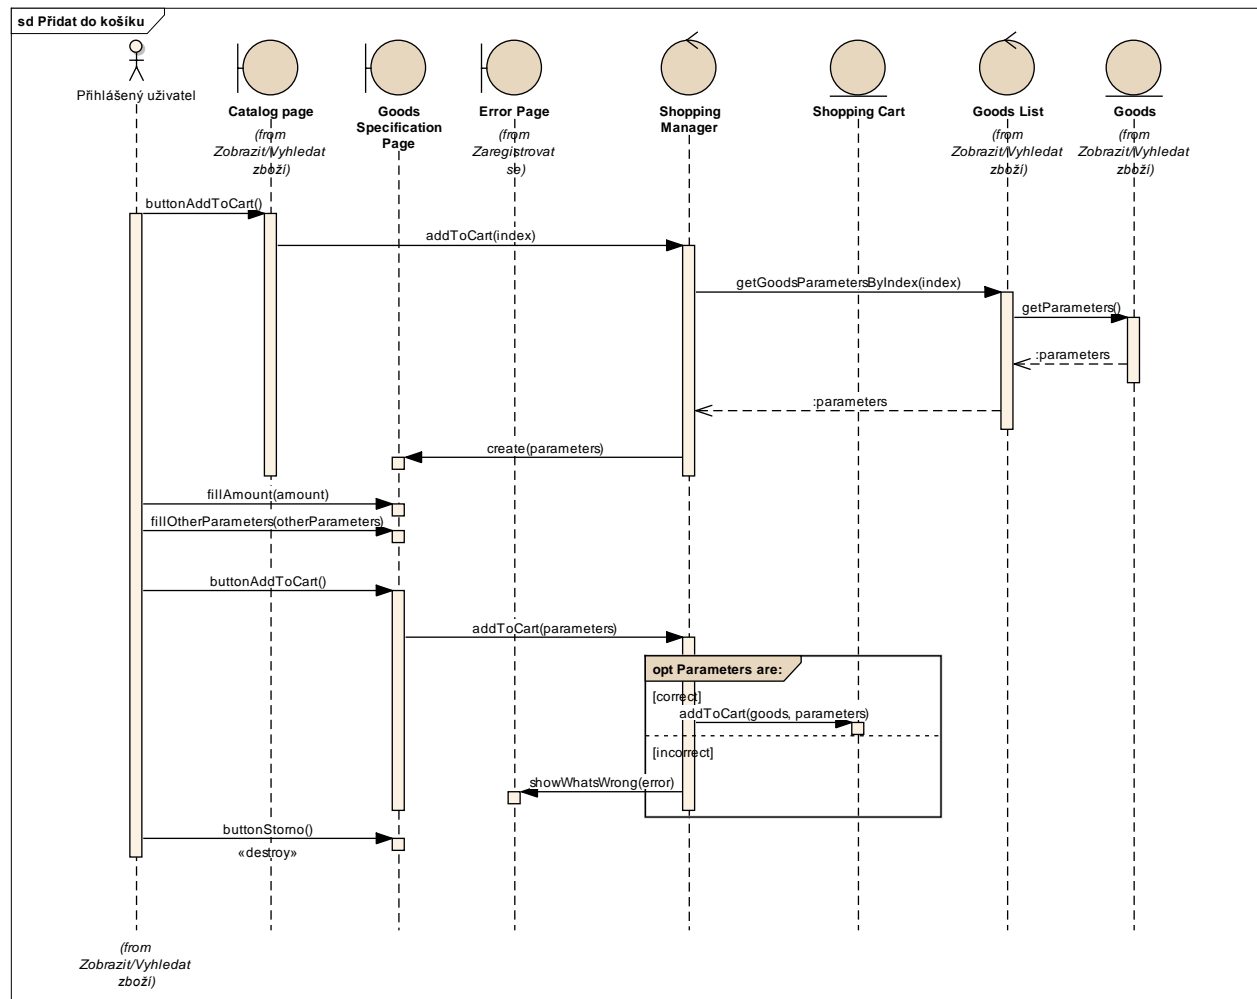 sd Přidat do košíku
Přihlášený uživatel
Catalog page
(from
Zobrazit/Vyhledat
zboží)
Goods
Specification
Page
Error Page
(from
Zaregistrovat
se)
Shopping
Manager
Shopping Cart
Goods List
(from
Zobrazit/Vyhledat
zboží)
Goods
(from
Zobrazit/Vyhledat
zboží)
buttonAddToCart()
addToCart(index)
getGoodsParametersByIndex(index)
getParameters()
:parameters
:parameters
create(parameters)
fillAmount(amount)
fillOtherParameters(otherParameters)
buttonAddToCart()
addToCart(parameters)
opt Parameters are:
[correct]
addToCart(goods, parameters)
[incorrect]
showWhatsWrong(error)
buttonStorno()
«destroy»
(from
Zobrazit/Vyhledat
zboží)